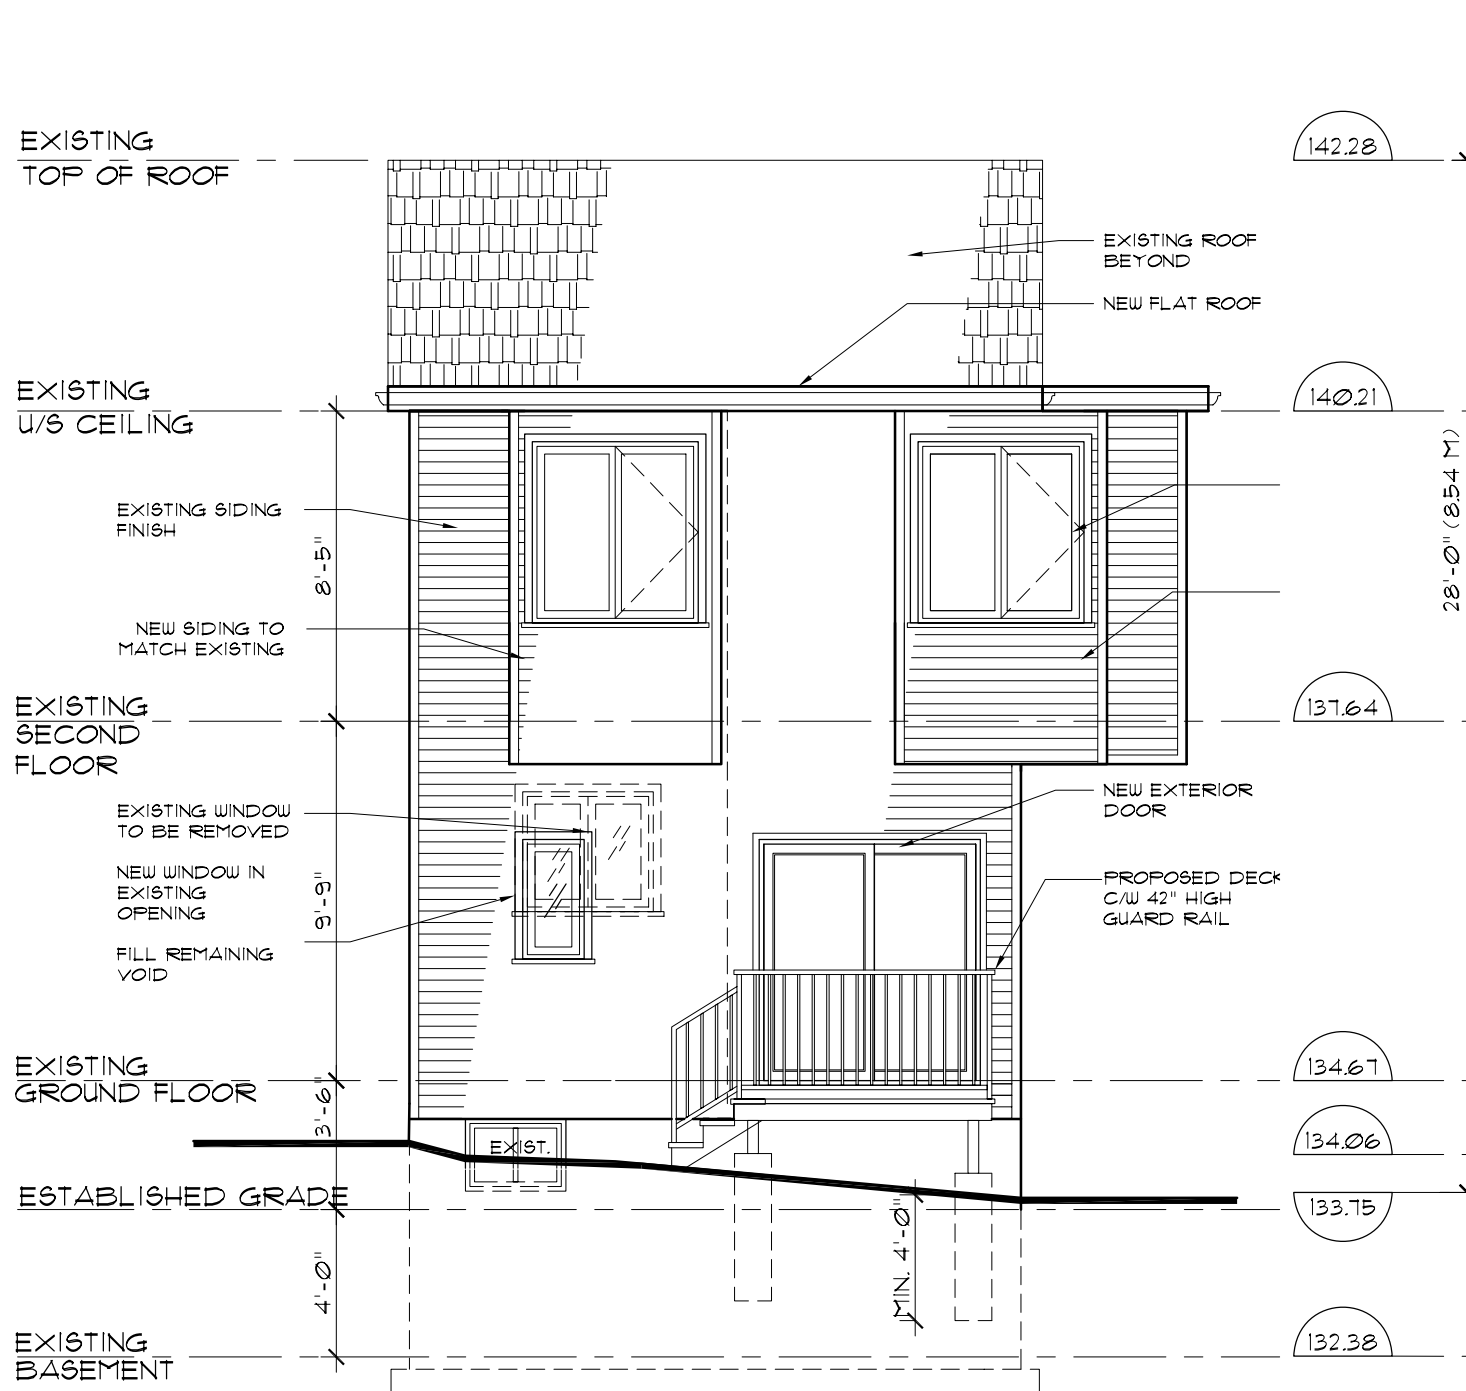 EXISTING
TOP OF ROOF
142.28
EXISTING ROOF
BEYOND
NEW FLAT ROOF
EXISTING
U/S CEILING
140.21
28'-0" (8.54 M)
EXISTING SIDING
FINISH
8'-5"
NEW SIDING TO
MATCH EXISTING
EXISTING
SECOND
FLOOR
137.64
EXISTING WINDOW
TO BE REMOVED
NEW WINDOW IN
EXISTING
OPENING
FILL REMAINING
VOID
9'-9"
NEW EXTERIOR
DOOR
PROPOSED DECK
C/W 42" HIGH
GUARD RAIL
EXISTING
GROUND FLOOR
134.67
3'-6"
EXIST.
134.06
ESTABLISHED GRADE
133.75
4'-0"
MIN. 4'-0"
EXISTING
BASEMENT
132.38